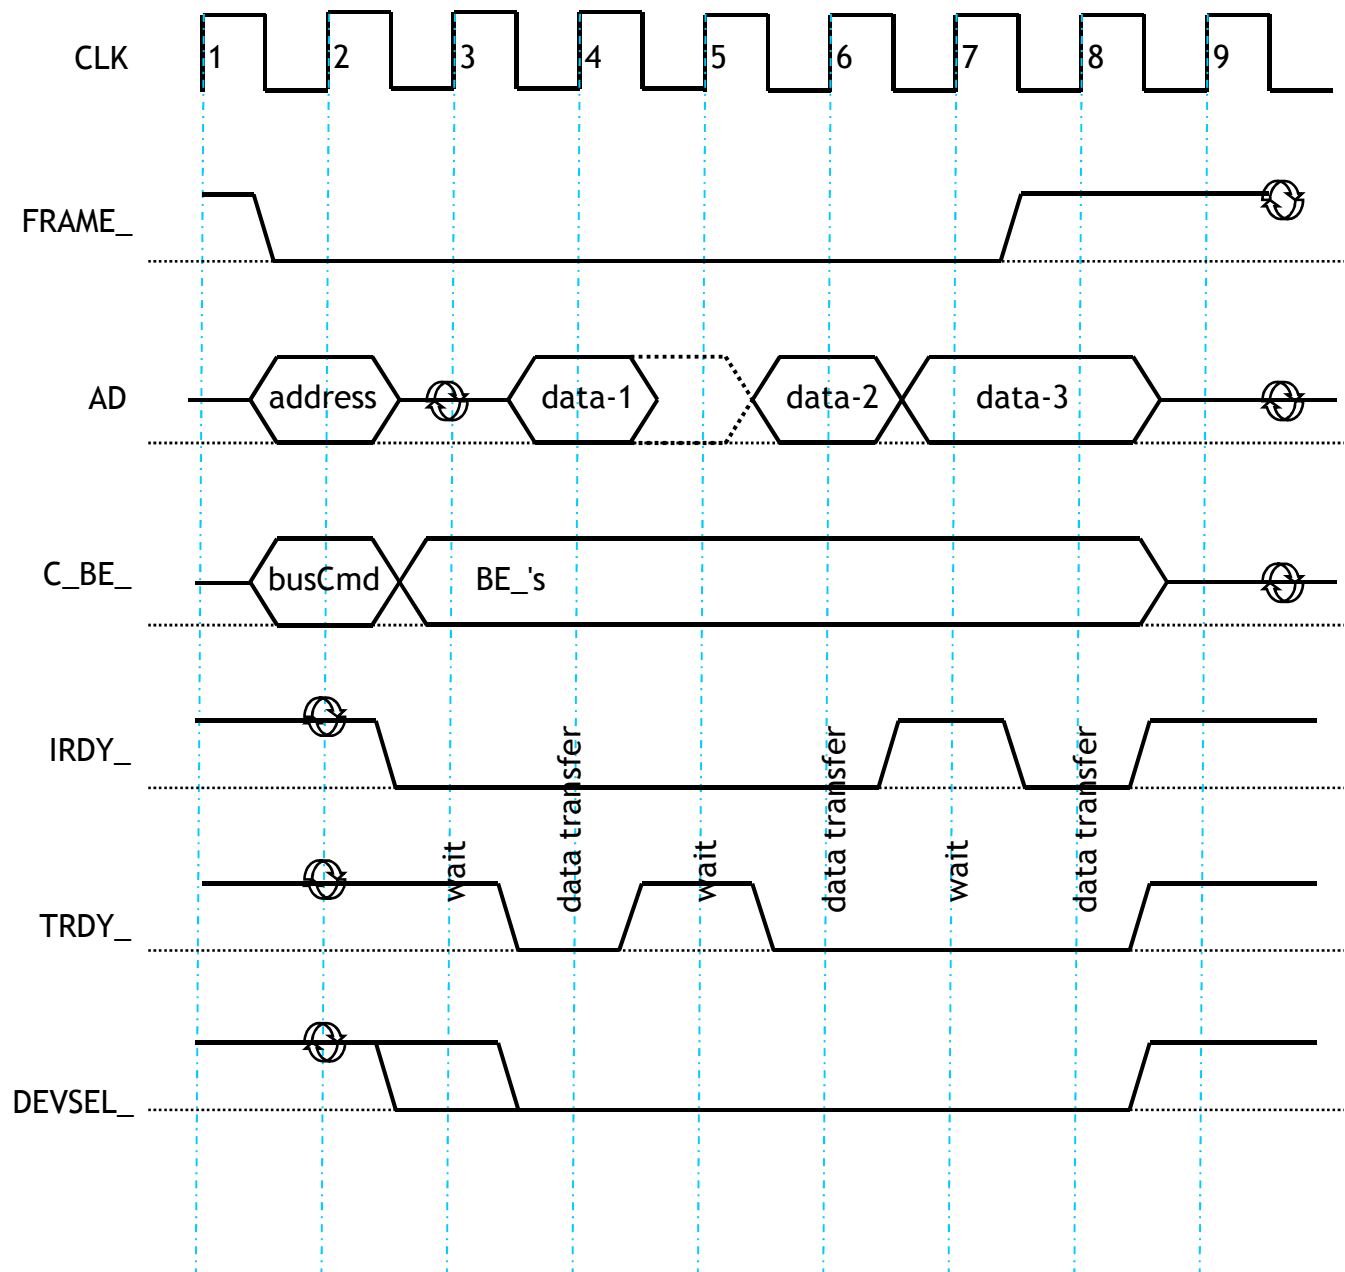 CLK 1 2 3 4 5 6 7 8 9
FRAME_
AD address data-1 data-2 data-3
C_BE_ busCmd BE_'s
IRDY_
wait data transfer wait data transfer wait data transfer
TRDY_
DEVSEL_